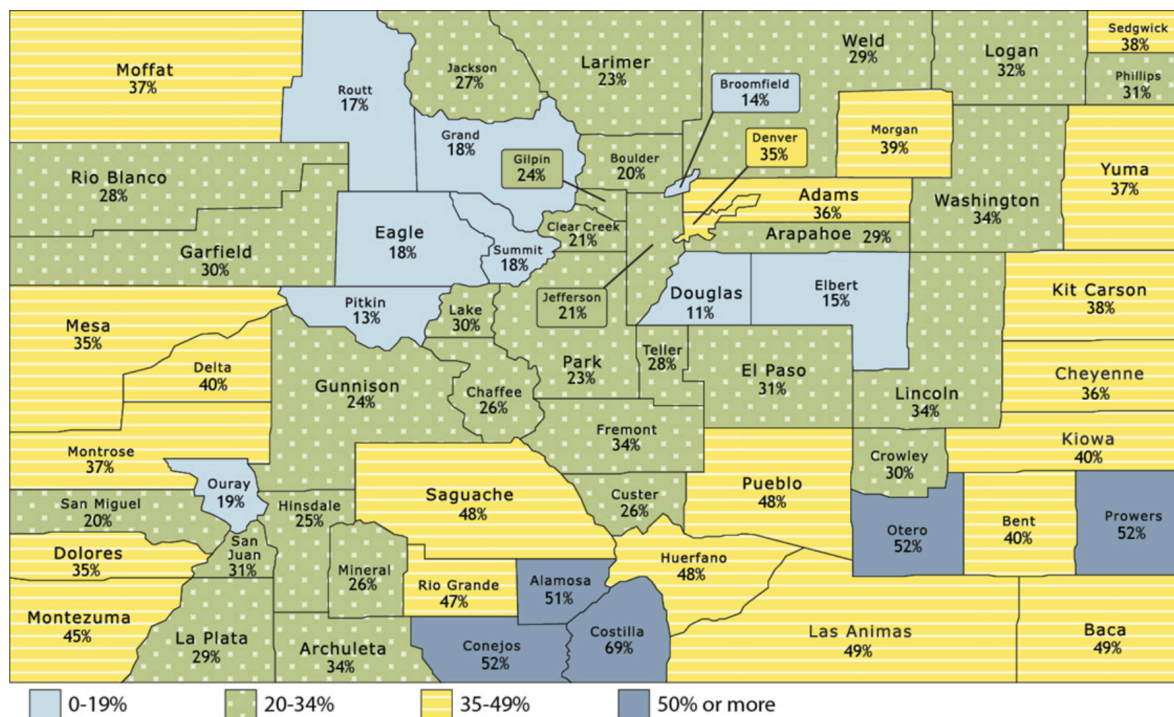 Moffat
37%
Routt
17%
Jackson
27%
Larimer
23%
Weld
29%
Logan
32%
Sedgwick
38%
Phillips
31%
Broomfield
14%
Grand
18%
Gilpin
24%
Boulder
20%
Denver
35%
Morgan
39%
Yuma
37%
Rio Blanco
28%
Adams
36%
Washington
34%
Eagle
18%
Summit
18%
Clear Creek
21%
Arapahoe 29%
Garfield
30%
Pitkin
13%
Lake
30%
Jefferson
21%
Douglas
11%
Elbert
15%
Kit Carson
38%
Mesa
35%
Delta
40%
Gunnison
24%
Chaffee
26%
Park
23%
Teller
28%
El Paso
31%
Lincoln
34%
Cheyenne
36%
Montrose
37%
Fremont
34%
Crowley
30%
Kiowa
40%
Ouray
19%
San Miguel
20%
Hinsdale
25%
Saguache
48%
Custer
26%
Pueblo
48%
Otero
52%
Bent
40%
Prowers
52%
Dolores
35%
San
Juan
31%
Mineral
26%
Rio Grande
47%
Alamosa
51%
Huerfano
48%
Montezuma
45%
La Plata
29%
Archuleta
34%
Conejos
52%
Costilla
69%
Las Animas
49%
Baca
49%
0-19%
20-34%
35-49%
50% or more